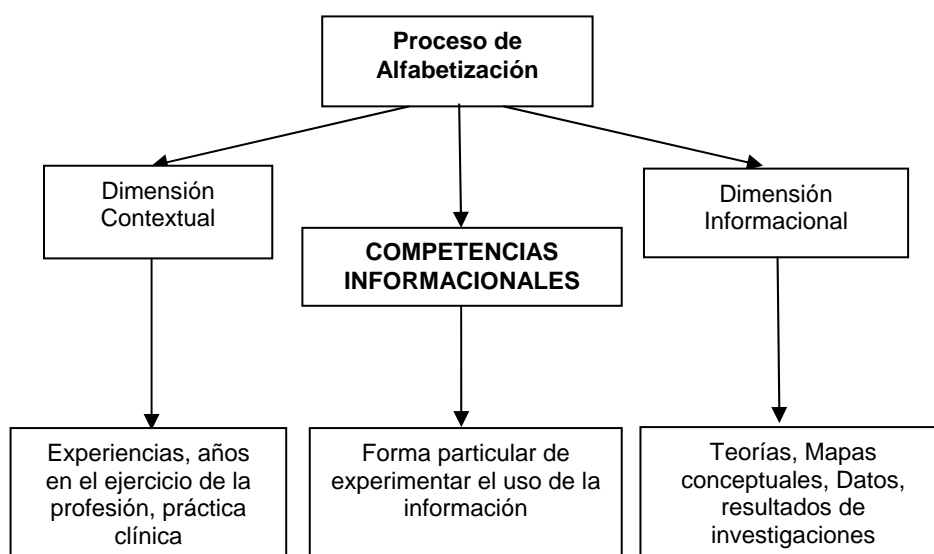 Proceso de
Alfabetización
Dimensión
Contextual
COMPETENCIAS
INFORMACIONALES
Dimensión
Informacional
Experiencias, años
en el ejercicio de la
profesión, práctica
clínica
Forma particular de
experimentar el uso de la
información
Teorías, Mapas
conceptuales, Datos,
resultados de
investigaciones